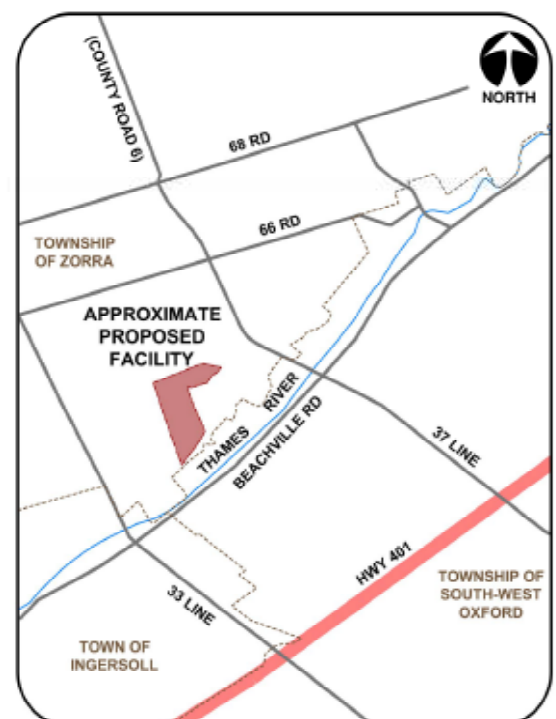 (COUNTY ROAD 6)
NORTH
68 RD
66 RD
TOWNSHIP
OF ZORRA
APPROXIMATE
PROPOSED
FACILITY
THAMES RIVER
BEACHVILLE RD
37 LINE
HWY 401
33 LINE
TOWNSHIP OF
SOUTH-WEST
OXFORD
TOWN OF
INGERSOLL